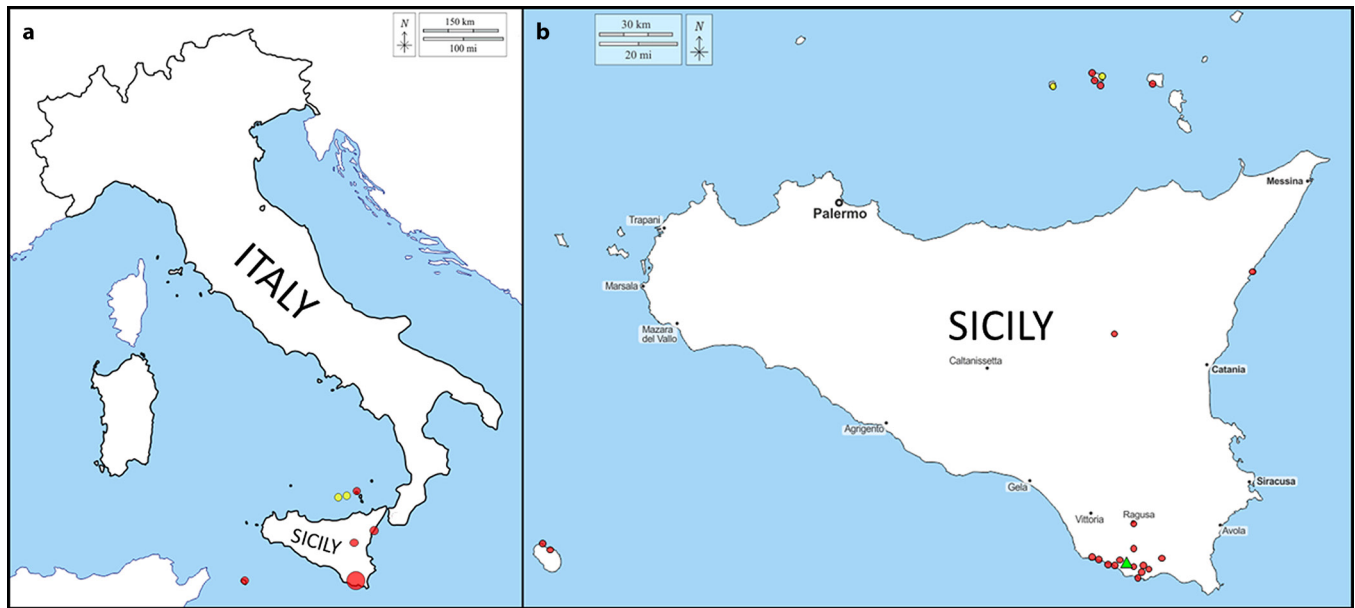 a
N
150 km
100 mi
ITALY
SICILY
b
30 km
20 mi
N
Messina
Trapani
Palermo
Marsala
Mazara
del Vallo
SICILY
Caltanissetta
Catania
Agrigento
Gela
Siracusa
Vittoria
Ragusa
Avola